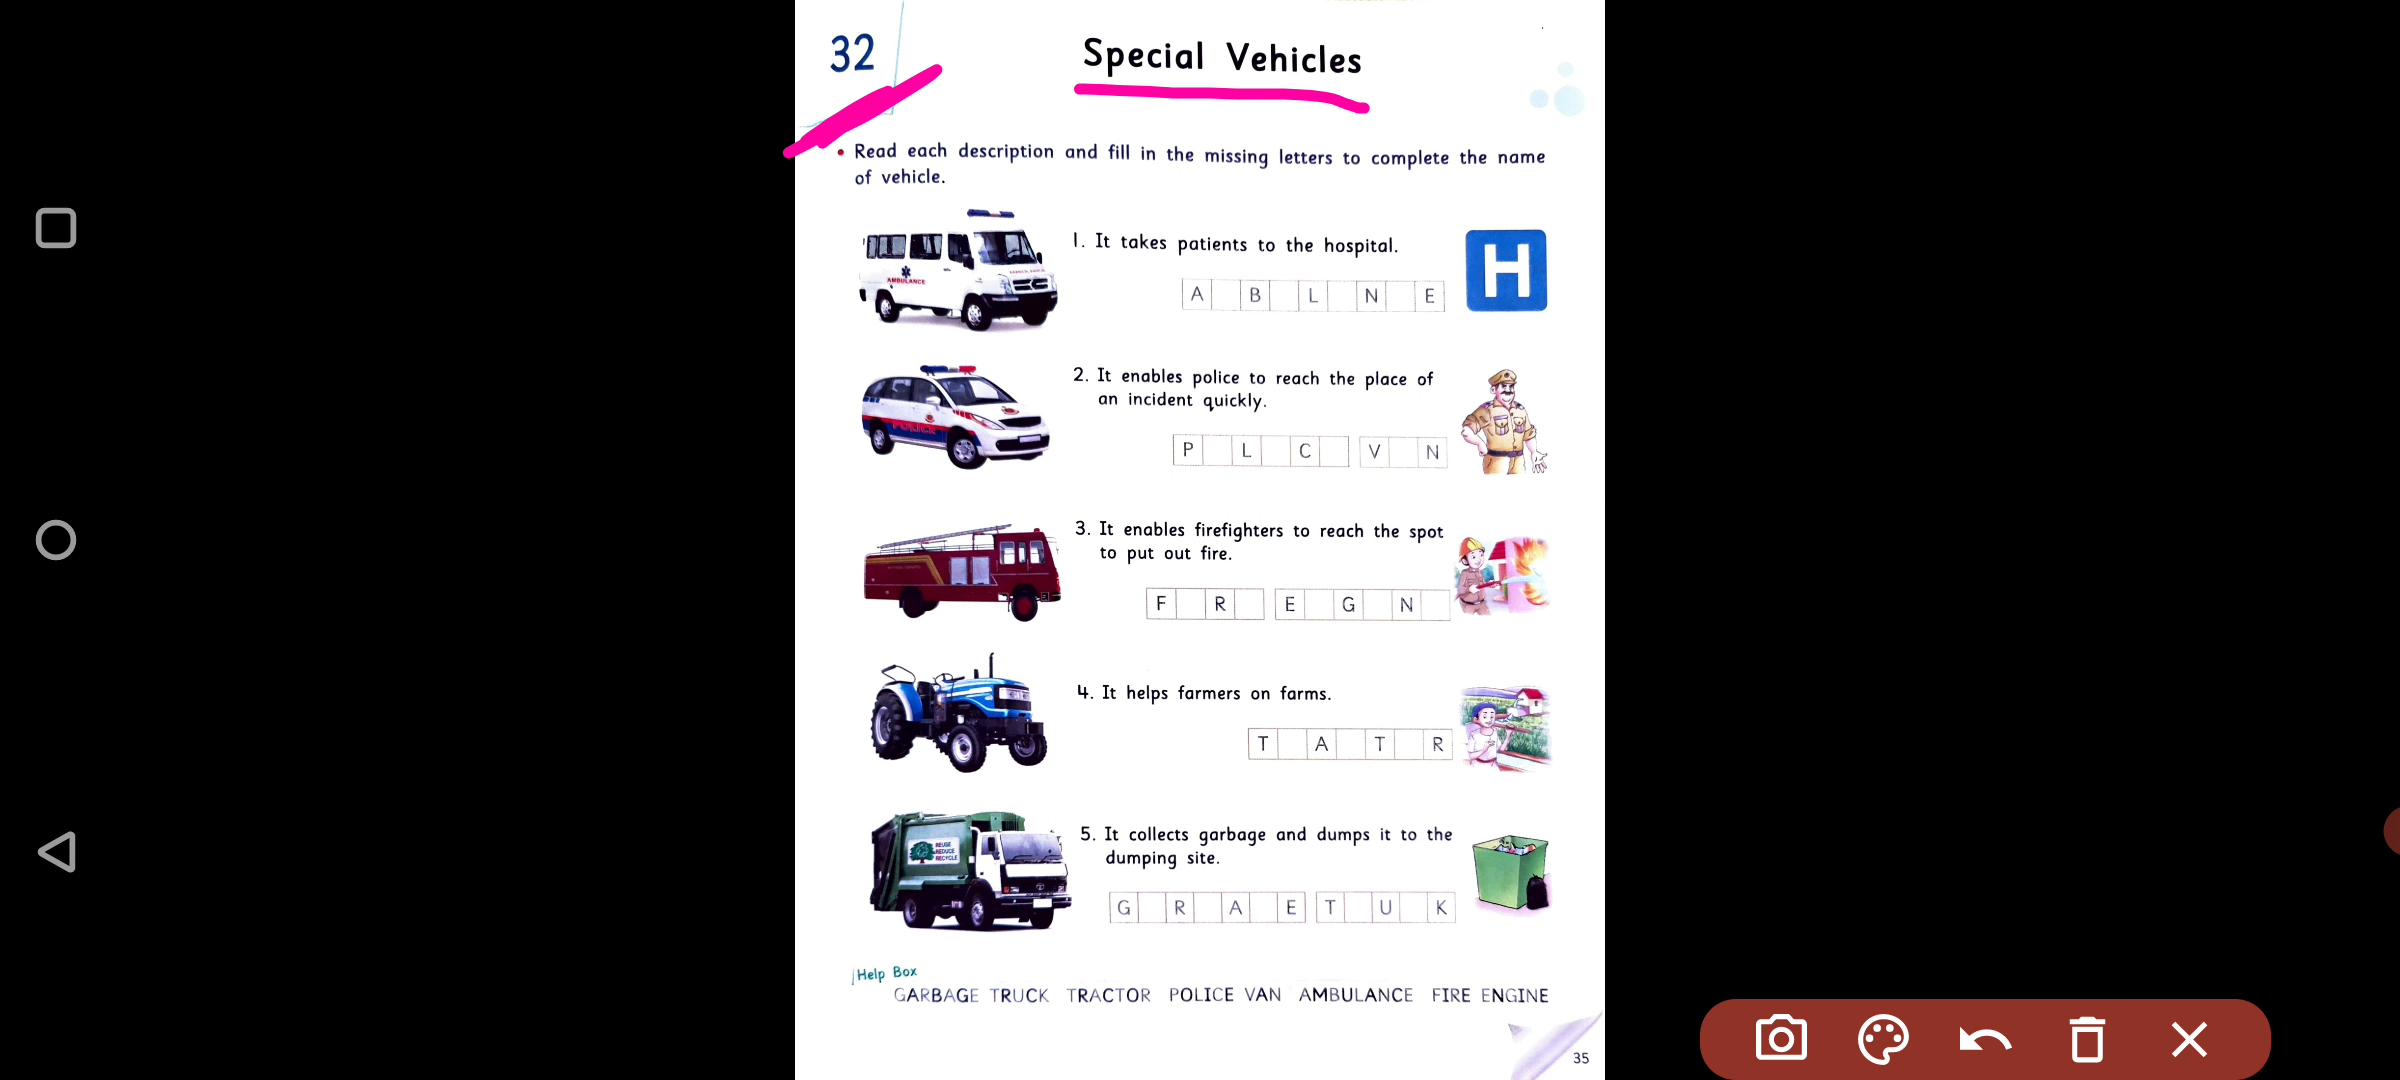 32
Special Vehicles
• Read each description and fill in the missing letters to complete the name
of vehicle.
AMBULANCE
1. It takes patients to the hospital.
H
A B L N E
2. It enables police to reach the place of
an incident quickly.
POLICE
P L C V N
3. It enables firefighters to reach the spot
to put out fire.
F R E G N
4. It helps farmers on farms.
T A T R
5. It collects garbage and dumps it to the
dumping site.
REUSE
REDUCE
RECYCLE
G R A E T U K
Help Box
GARBAGE TRUCK TRACTOR POLICE VAN AMBULANCE FIRE ENGINE
35